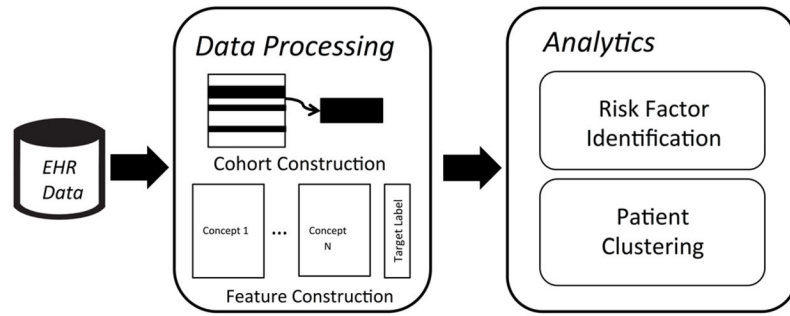 Data Processing
Analytics
EHR
Data
Cohort Construction
Concept 1
...
Concept
N
Target Label
Feature Construction
Risk Factor
Identification
Patient
Clustering